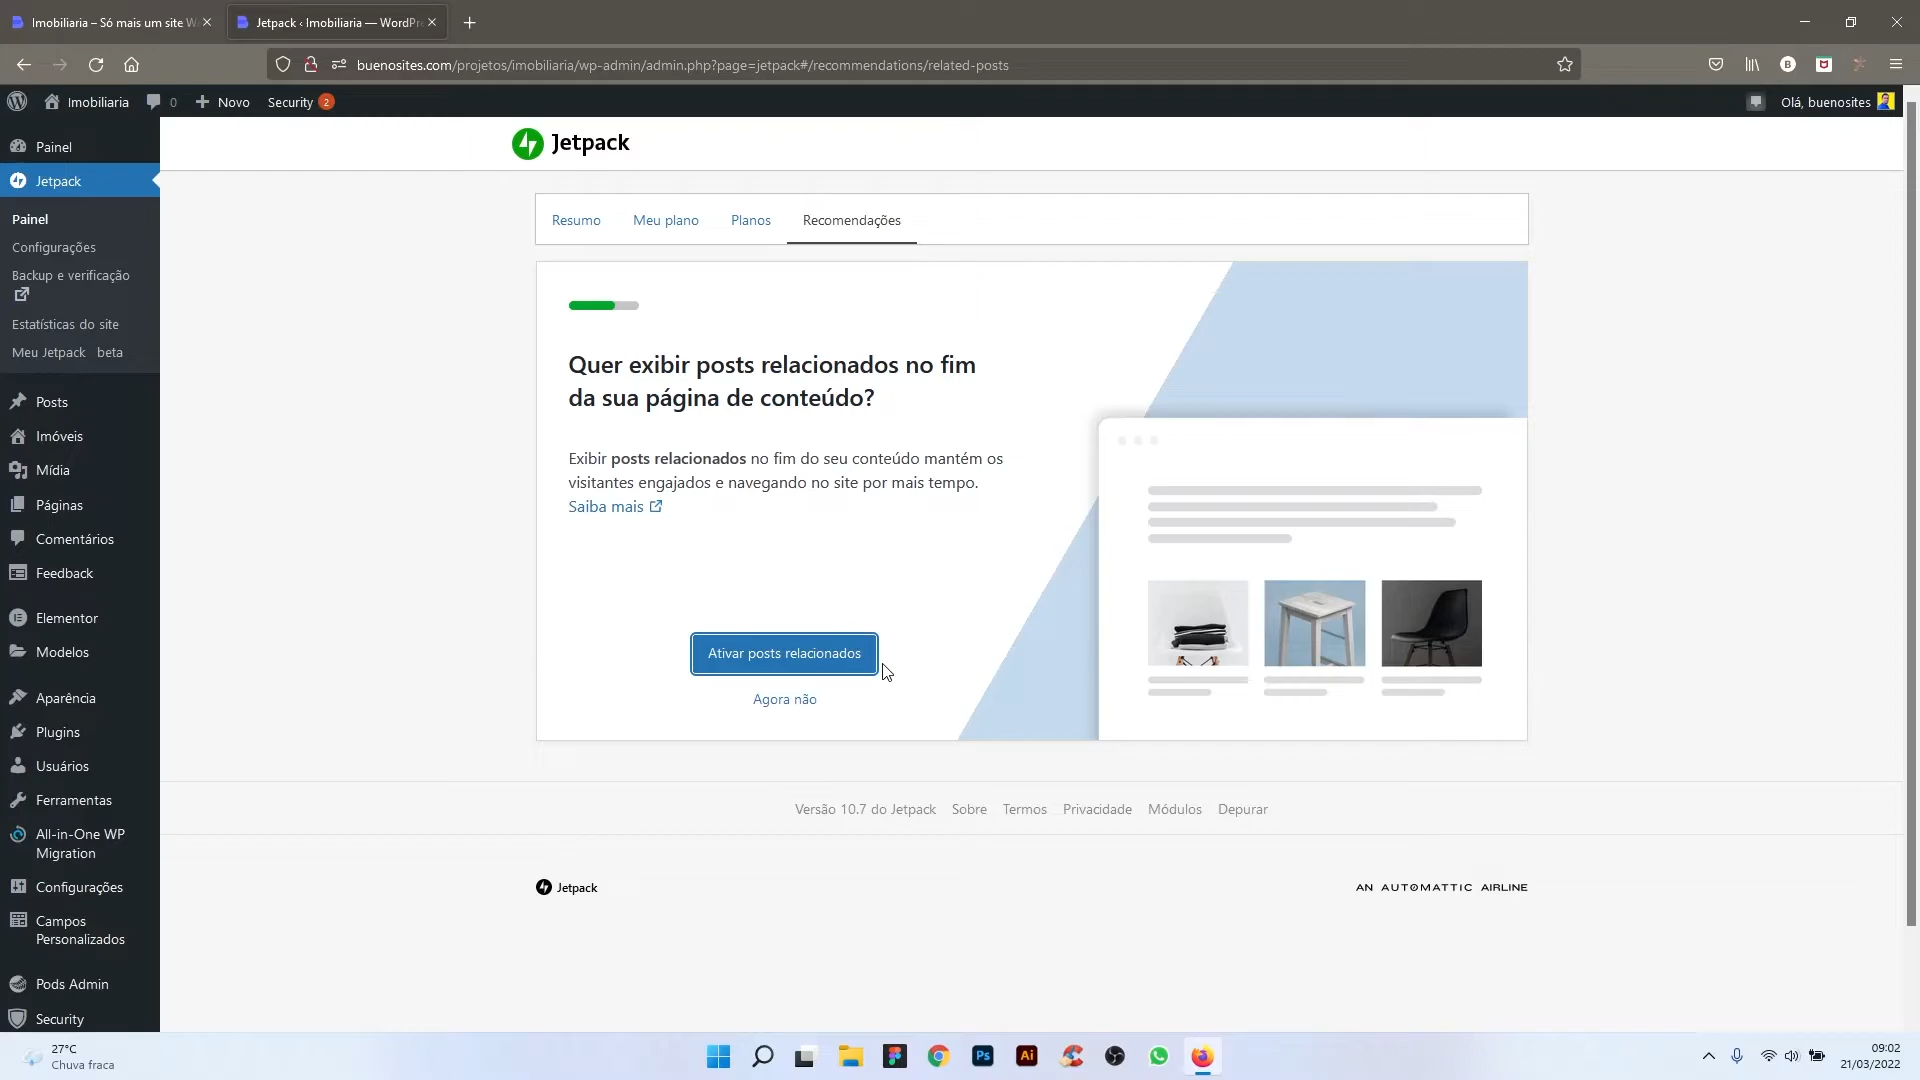 Imobiliaria – Só mais um site W
Jetpack ‹ Imobiliaria — WordPr
buenosites.com/projetos/imobiliaria/wp-admin/admin.php?page=jetpack#/recommendations/related-posts
Imobiliaria
0
Novo
Security 2
Olá, buenosites
Painel
Jetpack
Painel
Configurações
Backup e verificação
Estatísticas do site
Meu Jetpack beta
Posts
Imóveis
Mídia
Páginas
Comentários
Feedback
Elementor
Modelos
Aparência
Plugins
Usuários
Ferramentas
All-in-One WP
Migration
Configurações
Campos
Personalizados
Pods Admin
Security
Jetpack
Resumo
Meu plano
Planos
Recomendações
Quer exibir posts relacionados no fim
da sua página de conteúdo?
Exibir posts relacionados no fim do seu conteúdo mantém os
visitantes engajados e navegando no site por mais tempo.
Saiba mais
Ativar posts relacionados
Agora não
Versão 10.7 do Jetpack
Sobre
Termos
Privacidade
Módulos
Depurar
Jetpack
AN AUTOMATTIC AIRLINE
27°C
Chuva fraca
Ps
Ai
09:02
21/03/2022